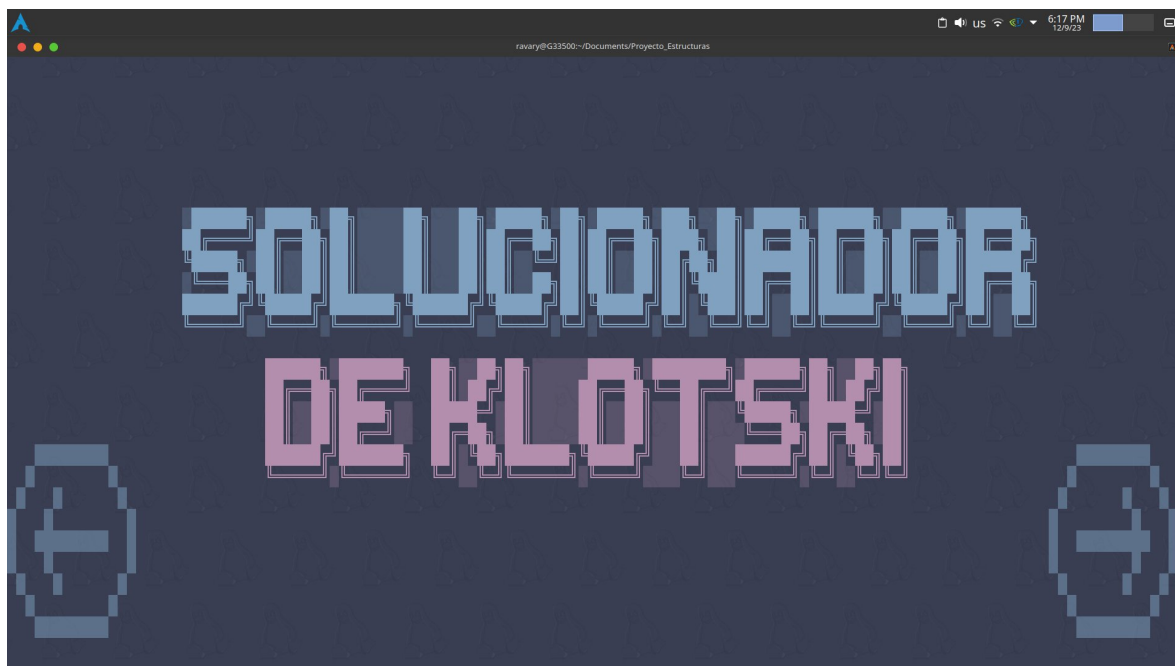 us
6:17 PM
12/9/23
ravary@G33500:~/Documents/Proyecto_Estructuras
SOLUCIONADOR
DE KLOTSKI